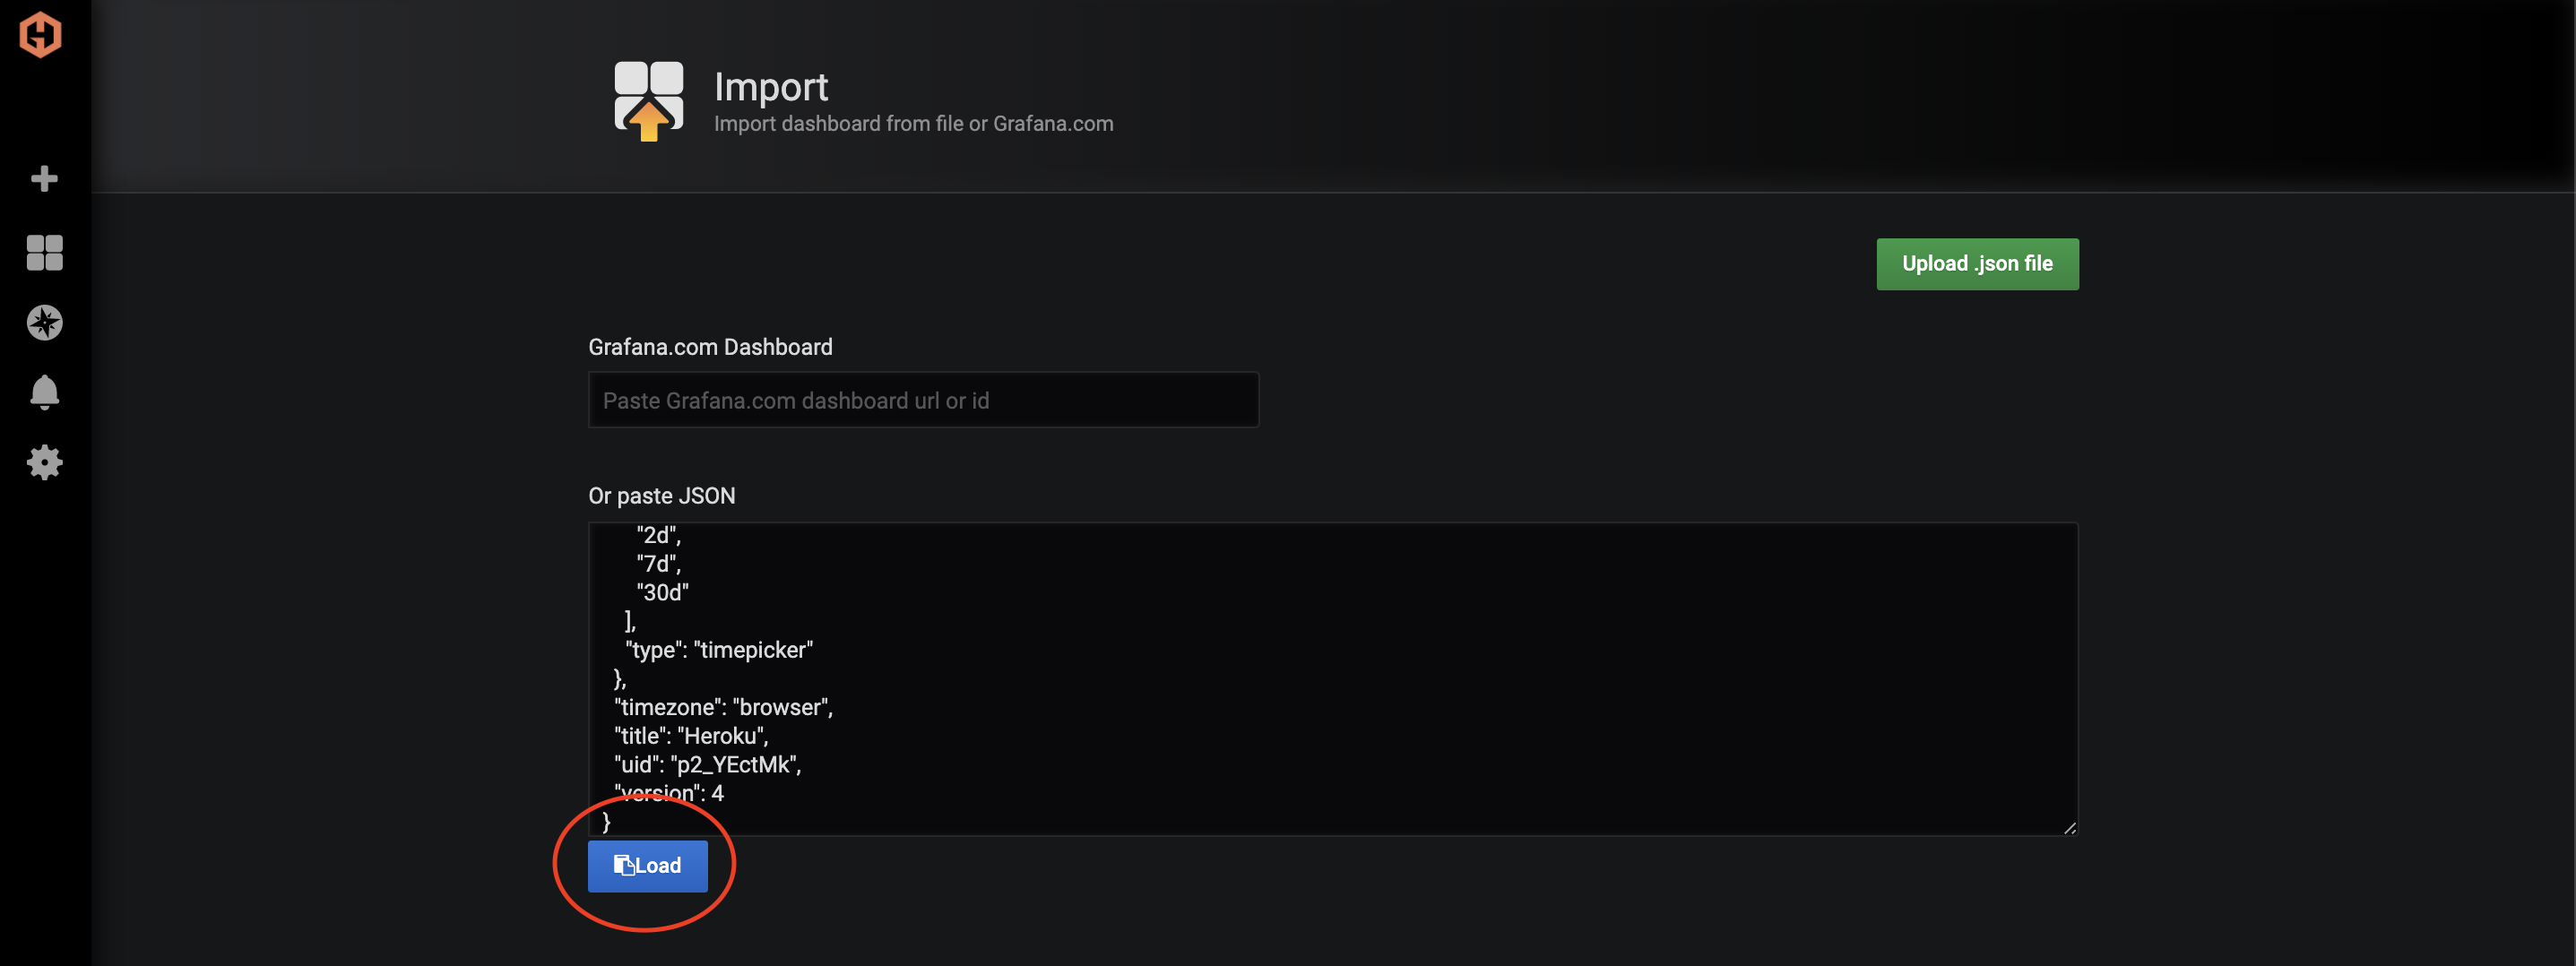 Import
Import dashboard from file or Grafana.com
Upload .json file
Grafana.com Dashboard
Paste Grafana.com dashboard url or id
Or paste JSON
"2d",
"7d",
"30d"
],
"type": "timepicker"
},
"timezone": "browser",
"title": "Heroku",
"uid": "p2_YEctMk",
"version": 4
}
Load